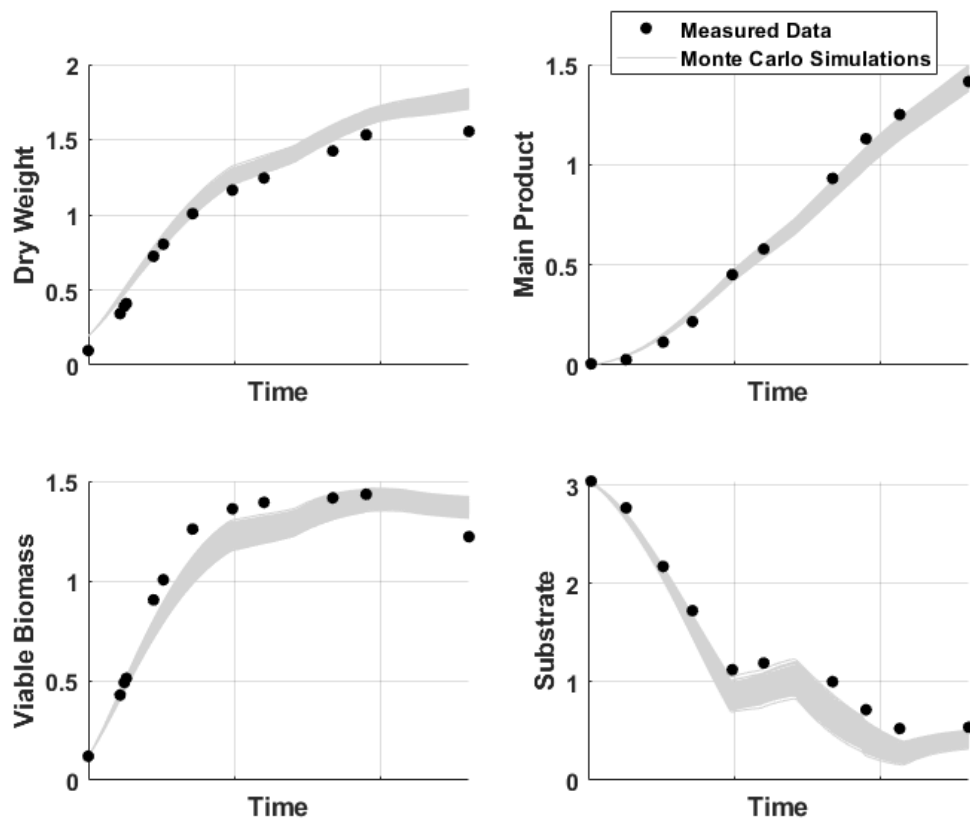 Measured Data
Monte Carlo Simulations
2
1.5
1
0.5
0
Dry Weight
Time
1.5
1
0.5
0
Main Product
Time
1.5
1
0.5
0
Viable Biomass
Time
3
2
1
0
Substrate
Time